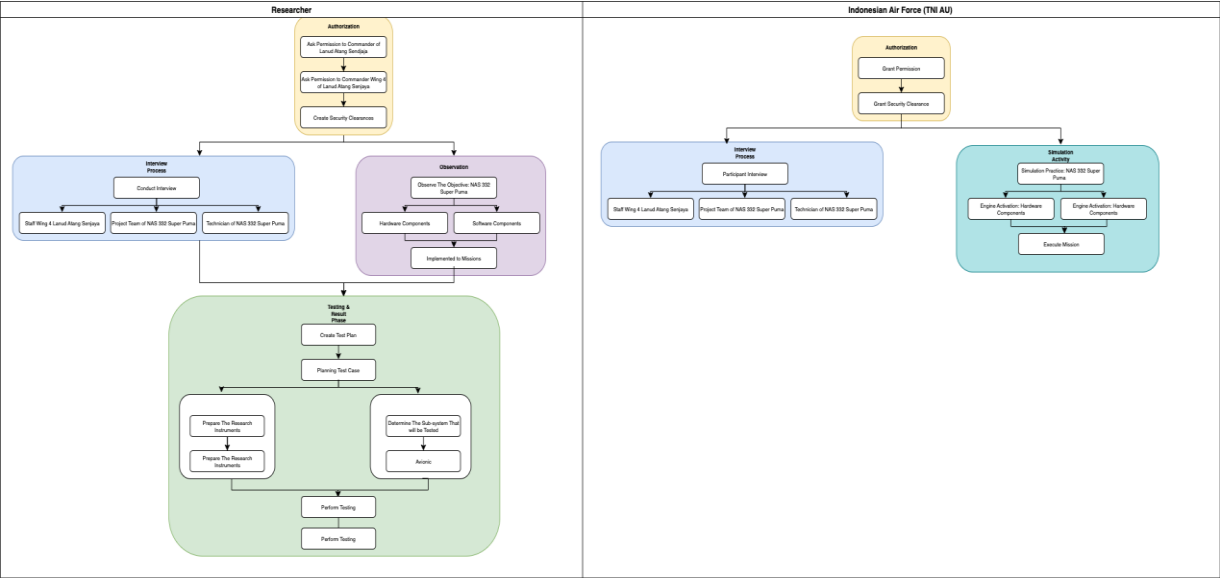 Researcher
Authorization
Ask Permission to Commander of
Lanud Atang Sendjaja
Ask Permission to Commander Wing 4
of Lanud Atang Senjaya
Create Security Clearances
Interview
Process
Conduct Interview
Staff Wing 4 Lanud Atang Senjaya
Project Team of NAS 332 Super Puma
Technician of NAS 332 Super Puma
Observation
Observe The Objective: NAS 332
Super Puma
Hardware Components
Software Components
Implemented to Missions
Testing &
Result
Phase
Create Test Plan
Planning Test Case
Prepare The Research
Instruments
Prepare The Research
Instruments
Determine The Sub-system That
will be Tested
Avionic
Perform Testing
Perform Testing
Indonesian Air Force (TNI AU)
Authorization
Grant Permission
Grant Security Clearance
Interview
Process
Participant Interview
Staff Wing 4 Lanud Atang Senjaya
Project Team of NAS 332 Super Puma
Technician of NAS 332 Super Puma
Simulation
Activity
Simulation Practice: NAS 332 Super
Puma
Engine Activation: Hardware
Components
Engine Activation: Hardware
Components
Execute Mission